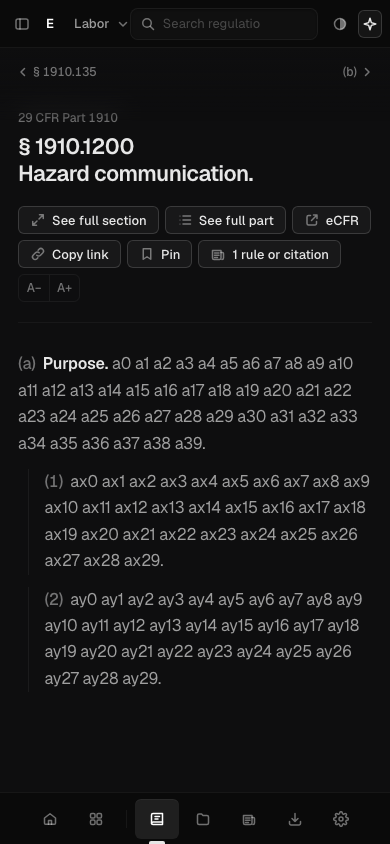 E Labor Search regulatio
§ 1910.135 (b)
29 CFR Part 1910
§ 1910.1200
Hazard communication.
See full section See full part eCFR
Copy link Pin 1 rule or citation
A− A+
(a) Purpose. a0 a1 a2 a3 a4 a5 a6 a7 a8 a9 a10
a11 a12 a13 a14 a15 a16 a17 a18 a19 a20 a21 a22
a23 a24 a25 a26 a27 a28 a29 a30 a31 a32 a33
a34 a35 a36 a37 a38 a39.
(1) ax0 ax1 ax2 ax3 ax4 ax5 ax6 ax7 ax8 ax9
ax10 ax11 ax12 ax13 ax14 ax15 ax16 ax17 ax18
ax19 ax20 ax21 ax22 ax23 ax24 ax25 ax26
ax27 ax28 ax29.
(2) ay0 ay1 ay2 ay3 ay4 ay5 ay6 ay7 ay8 ay9
ay10 ay11 ay12 ay13 ay14 ay15 ay16 ay17 ay18
ay19 ay20 ay21 ay22 ay23 ay24 ay25 ay26
ay27 ay28 ay29.